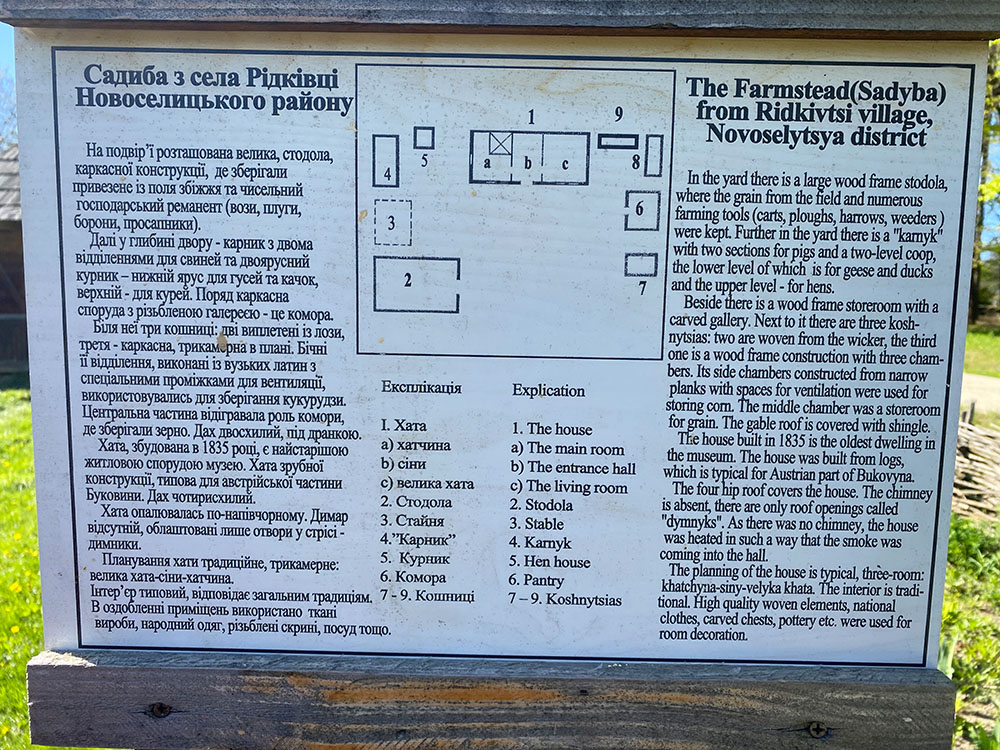 Садиба з села Рідківці
Новоселицького району
На подвір’ї розташована велика, стодола,
каркасної конструкції, де зберігали
привезене із поля збіжжя та чисельний
господарський реманент (вози, плуги,
борони, просапники).
Далі у глибині двору - карник з двома
відділеннями для свиней та двоярусний
курник – нижній ярус для гусей та качок,
верхній - для курей. Поряд каркасна
споруда з різьбленою галереєю - це комора.
Біля неї три кошниці: дві виплетені із лози,
третя - каркасна, трикамерна в плані. Бічні
її відділення, виконані із вузьких латин з
спеціальними проміжками для вентиляції,
використовувались для зберігання кукурудзи.
Центральна частина відігравала роль комори,
де зберігали зерно. Дах двосхилий, під дранкою.
Хата, збудована в 1835 році, є найстарішою
житловою спорудою музею. Хата зрубної
конструкції, типова для австрійської частини
Буковини. Дах чотирисхилий.
Хата опалювалась по-напівчорному. Димар
відсутній, облаштовані лише отвори у стрісі -
димники.
Планування хати традиційне, трикамерне:
велика хата-сіни-хатчина.
Інтер’єр типовий, відповідає загальним традиціям.
В оздобленні приміщень використано ткані
вироби, народний одяг, різьблені скрині, посуд тощо.
1
9
4
5
a
b
c
8
3
6
2
7
Експлікація
I. Хата
a) хатчина
b) сіни
c) велика хата
2. Стодола
3. Стайня
4.”Карник”
5. Курник
6. Комора
7 - 9. Кошниці
Explication
1. The house
a) The main room
b) The entrance hall
c) The living room
2. Stodola
3. Stable
4. Karnyk
5. Hen house
6. Pantry
7 – 9. Koshnytsias
The Farmstead(Sadyba)
from Ridkivtsi village,
Novoselytsya district
In the yard there is a large wood frame stodola,
where the grain from the field and numerous
farming tools (carts, ploughs, harrows, weeders )
were kept. Further in the yard there is a "karnyk"
with two sections for pigs and a two-level coop,
the lower level of which is for geese and ducks
and the upper level - for hens.
Beside there is a wood frame storeroom with a
carved gallery. Next to it there are three kosh-
nytsias: two are woven from the wicker, the third
one is a wood frame construction with three cham-
bers. Its side chambers constructed from narrow
planks with spaces for ventilation were used for
storing corn. The middle chamber was a storeroom
for grain. The gable roof is covered with shingle.
The house built in 1835 is the oldest dwelling in
the museum. The house was built from logs,
which is typical for Austrian part of Bukovyna.
The four hip roof covers the house. The chimney
is absent, there are only roof openings called
"dymnyks". As there was no chimney, the house
was heated in such a way that the smoke was
coming into the hall.
The planning of the house is typical, three-room:
khatchyna-siny-velyka khata. The interior is tradi-
tional. High quality woven elements, national
clothes, carved chests, pottery etc. were used for
room decoration.